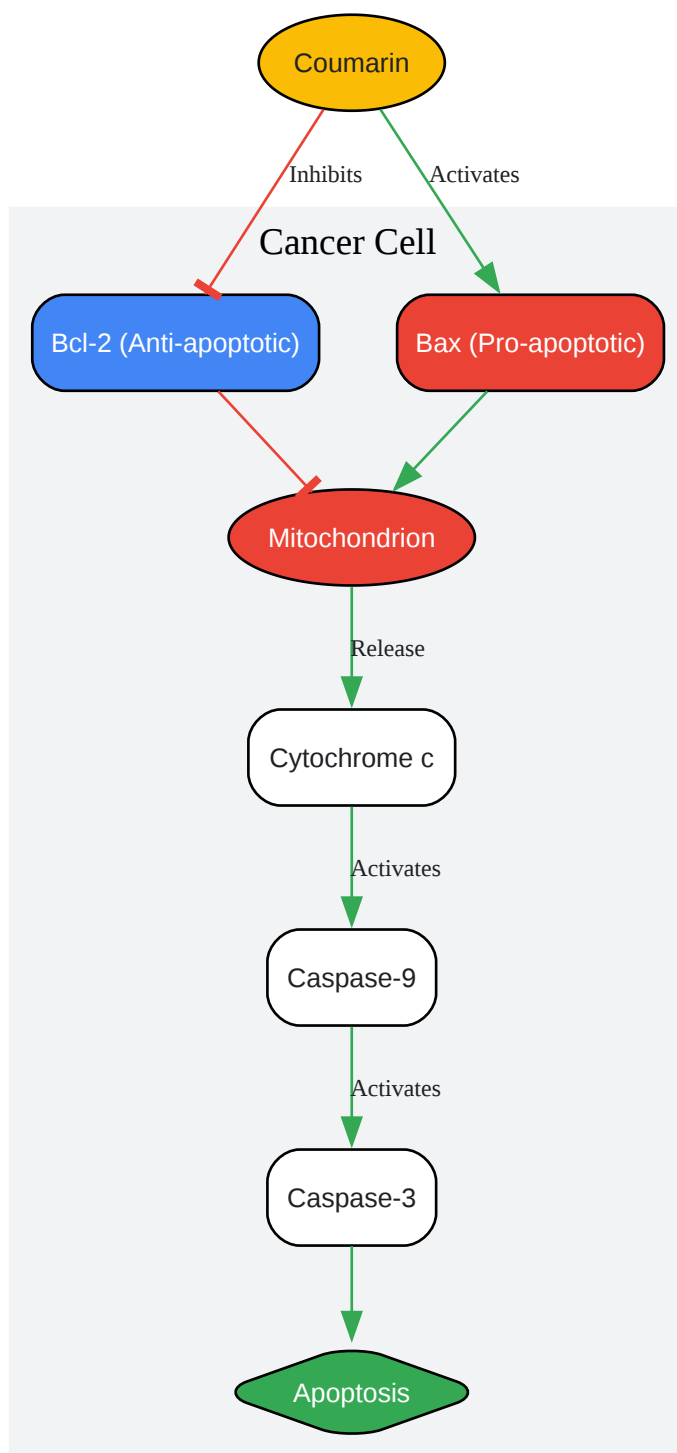 Coumarin
Inhibits
Activates
Cancer Cell
Bcl-2 (Anti-apoptotic)
Bax (Pro-apoptotic)
Mitochondrion
Release
Cytochrome c
Activates
Caspase-9
Activates
Caspase-3
Apoptosis